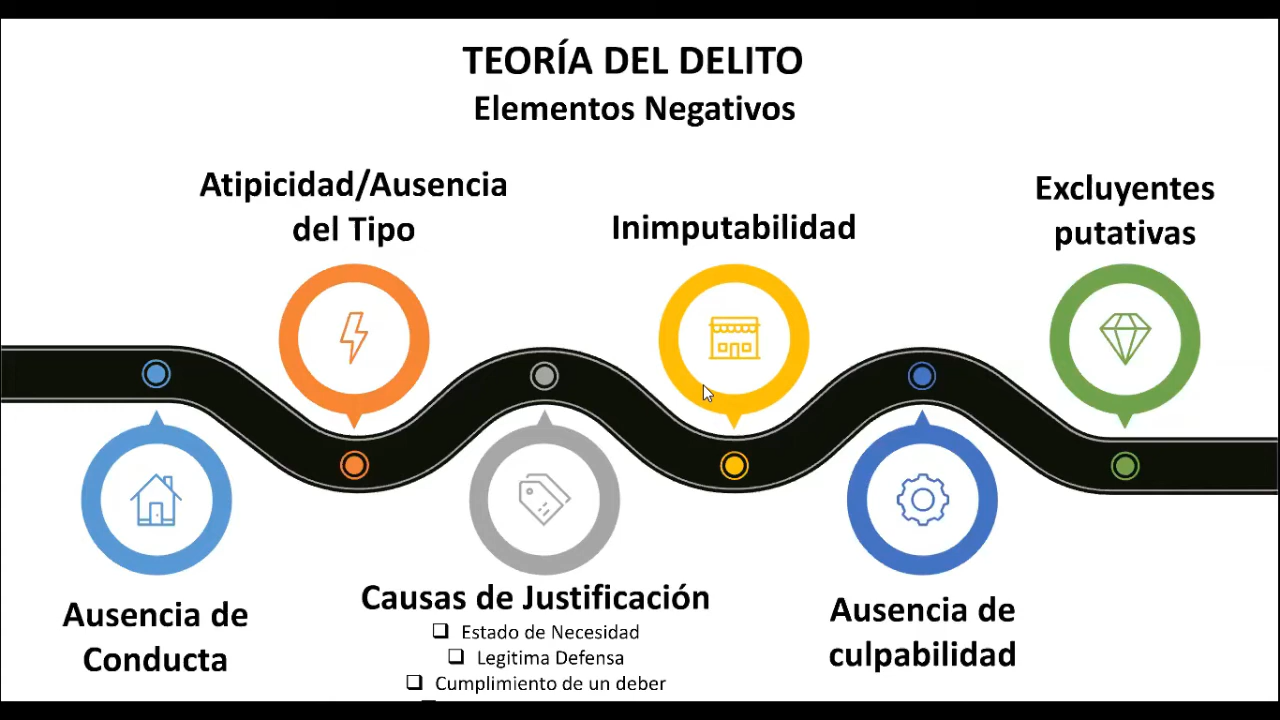 TEORÍA DEL DELITO
Elementos Negativos
Atipicidad/Ausencia
del Tipo
Inimputabilidad
Excluyentes
putativas
Ausencia de
Conducta
Causas de Justificación
Estado de Necesidad
Legitima Defensa
Cumplimiento de un deber
Ausencia de
culpabilidad